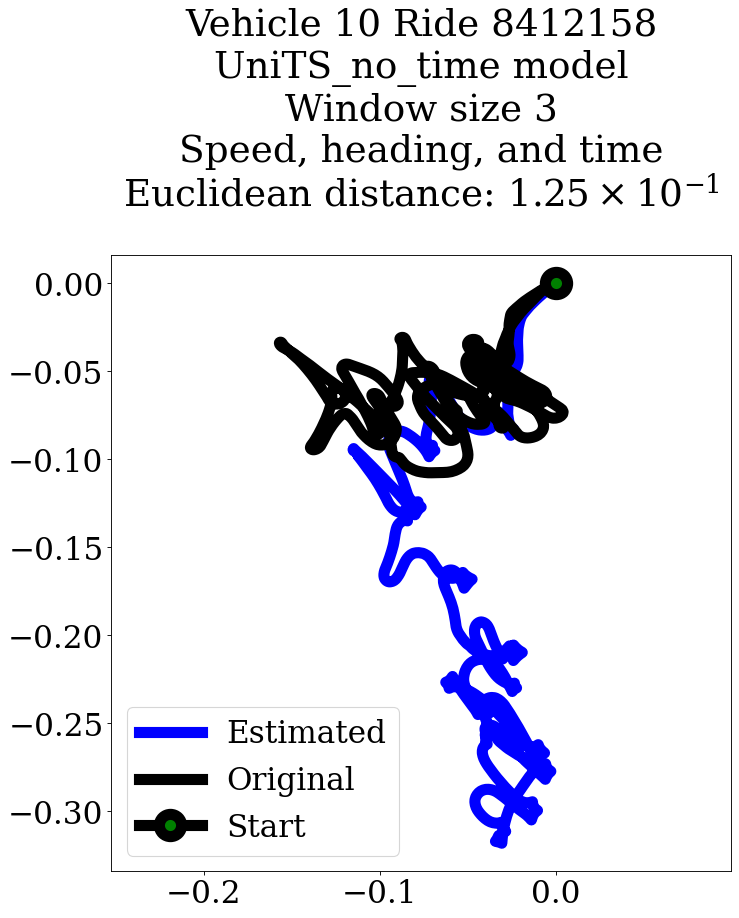 Vehicle 10 Ride 8412158
UniTS_no_time model
Window size 3
Speed, heading, and time
Euclidean distance: 1.25 × 10⁻¹
0.00
−0.05
−0.10
−0.15
−0.20
−0.25
−0.30
Estimated
Original
Start
−0.2
−0.1
0.0